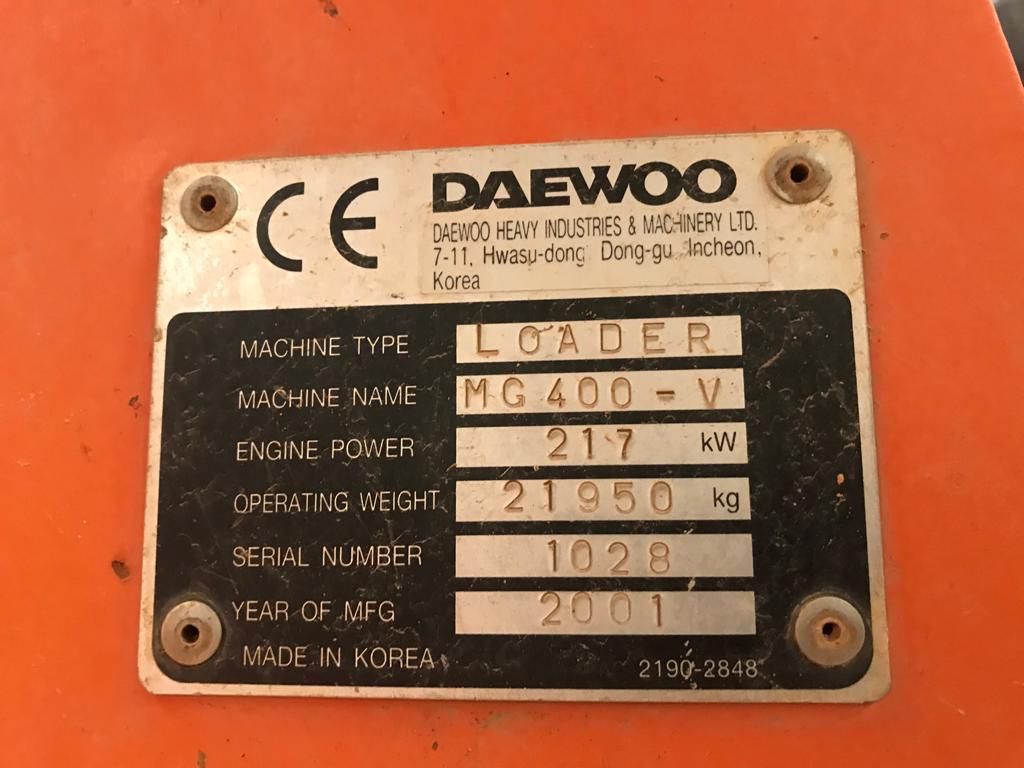 CE
DAEWOO
DAEWOO HEAVY INDUSTRIES & MACHINERY LTD.
7-11, Hwasu-dong Dong-gu Incheon,
Korea
MACHINE TYPE LOADER
MACHINE NAME MG400-V
ENGINE POWER 217 kW
OPERATING WEIGHT 21950 kg
SERIAL NUMBER 1028
YEAR OF MFG 2001
MADE IN KOREA 2190-2848